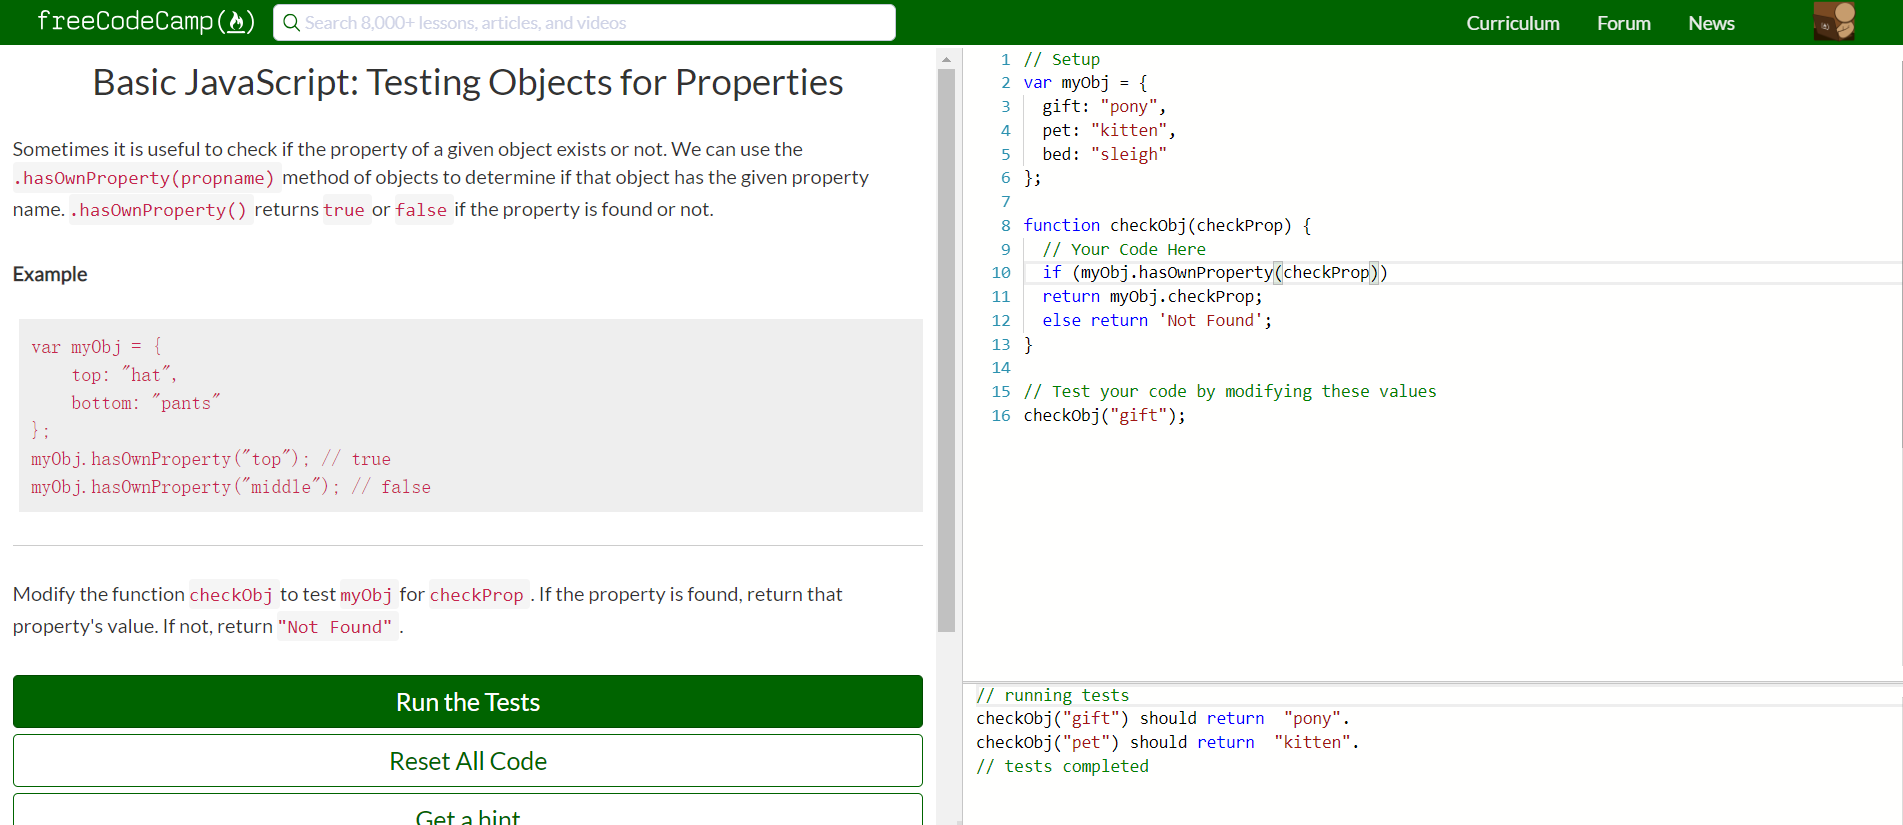 freeCodeCamp
Search 8,000+ lessons, articles, and videos
Curriculum
Forum
News
Basic JavaScript: Testing Objects for Properties
Sometimes it is useful to check if the property of a given object exists or not. We can use the
.hasOwnProperty(propname) method of objects to determine if that object has the given property
name. .hasOwnProperty() returns true or false if the property is found or not.
Example
var myObj = {
    top: "hat",
    bottom: "pants"
};
myObj.hasOwnProperty("top"); // true
myObj.hasOwnProperty("middle"); // false
Modify the function checkObj to test myObj for checkProp . If the property is found, return that
property's value. If not, return "Not Found" .
Run the Tests
Reset All Code
Get a hint
1 // Setup
2 var myObj = {
3   gift: "pony",
4   pet: "kitten",
5   bed: "sleigh"
6 };
7
8 function checkObj(checkProp) {
9   // Your Code Here
10   if (myObj.hasOwnProperty(checkProp))
11   return myObj.checkProp;
12   else return 'Not Found';
13 }
14
15 // Test your code by modifying these values
16 checkObj("gift");
// running tests
checkObj("gift") should return  "pony".
checkObj("pet") should return  "kitten".
// tests completed